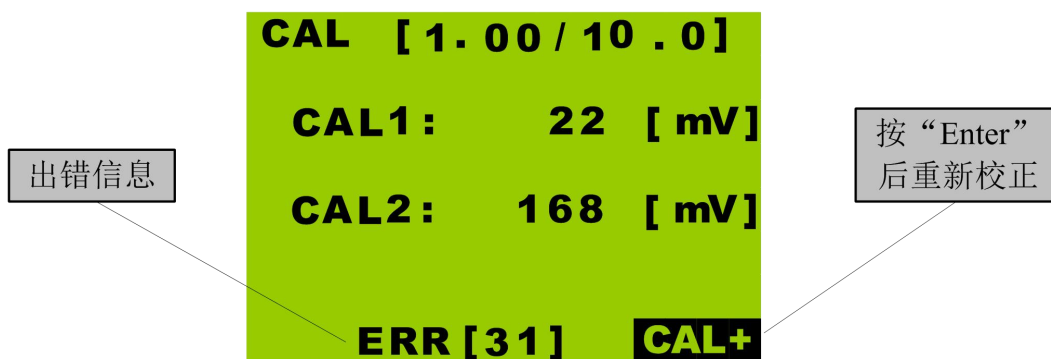 CAL [1.00/10.0]
CAL1: 22 [mV]
CAL2: 168 [mV]
ERR[31] CAL+
出错信息
按“Enter”
后重新校正